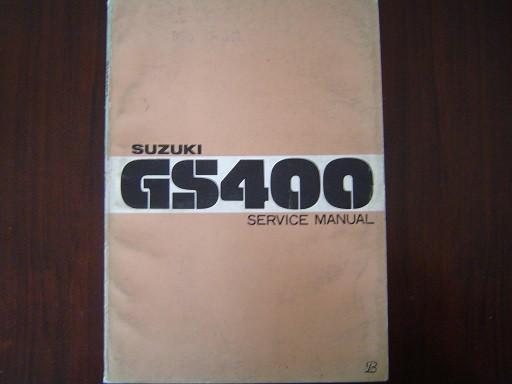 SUZUKI
GS400
SERVICE MANUAL
B